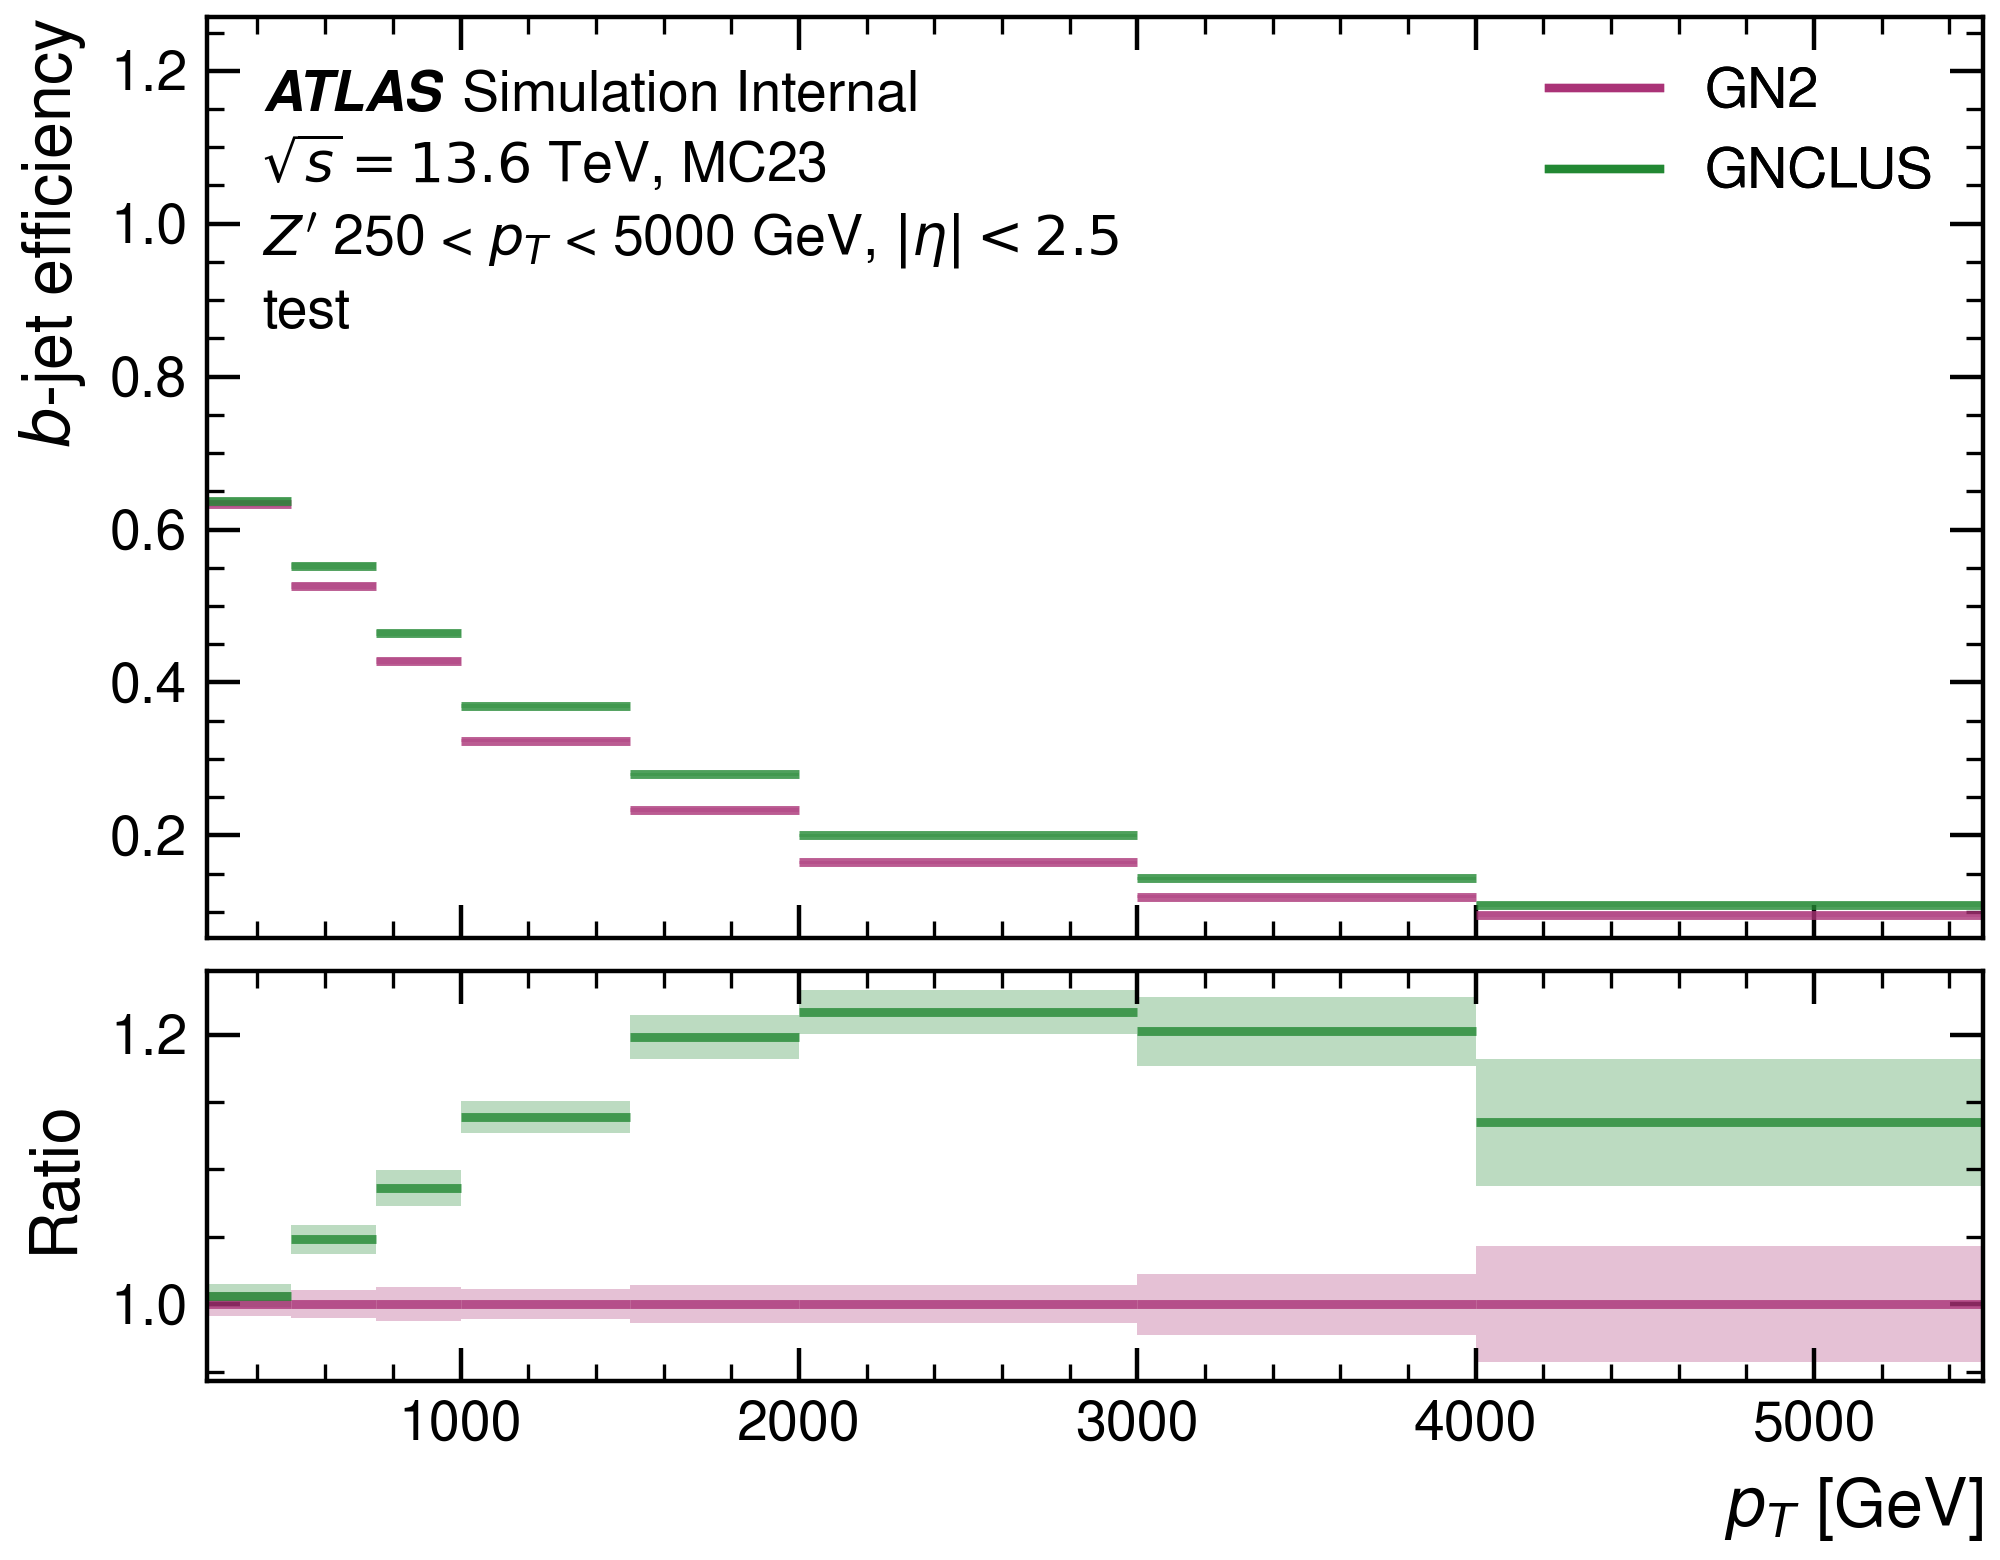 b-jet efficiency
1.2
1.0
0.8
0.6
0.4
0.2
ATLAS Simulation Internal
√s = 13.6 TeV, MC23
Z′ 250 < p_T < 5000 GeV, |η| < 2.5
test
GN2
GNCLUS
Ratio
1.2
1.0
1000 2000 3000 4000 5000
p_T [GeV]